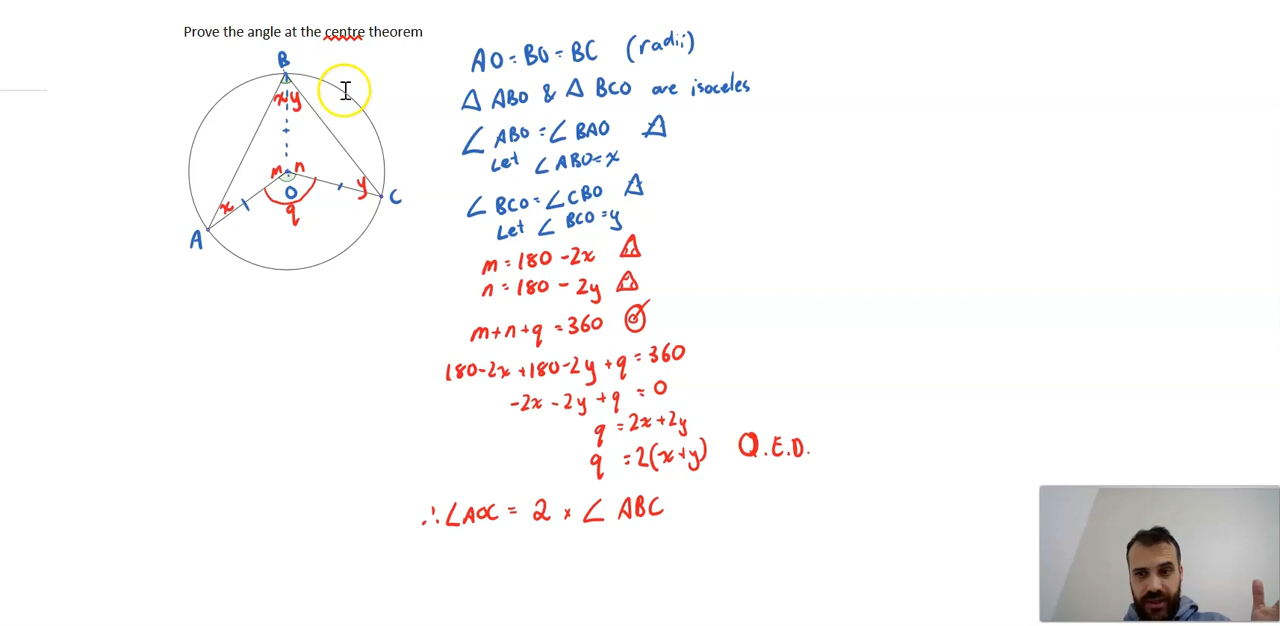 Prove the angle at the centre theorem
B
x y
m n
O
x
y
q
A
C
AO = BO = BC (radii)
△ ABO & △ BCO are isoceles
∠ ABO = ∠ BAO △
Let ∠ ABO = x
∠ BCO = ∠ CBO △
Let ∠ BCO = y
m = 180 - 2x △
n = 180 - 2y △
m + n + q = 360
180 - 2x + 180 - 2y + q = 360
-2x - 2y + q = 0
q = 2x + 2y
q = 2(x + y) Q.E.D.
∴ ∠AOC = 2 × ∠ ABC